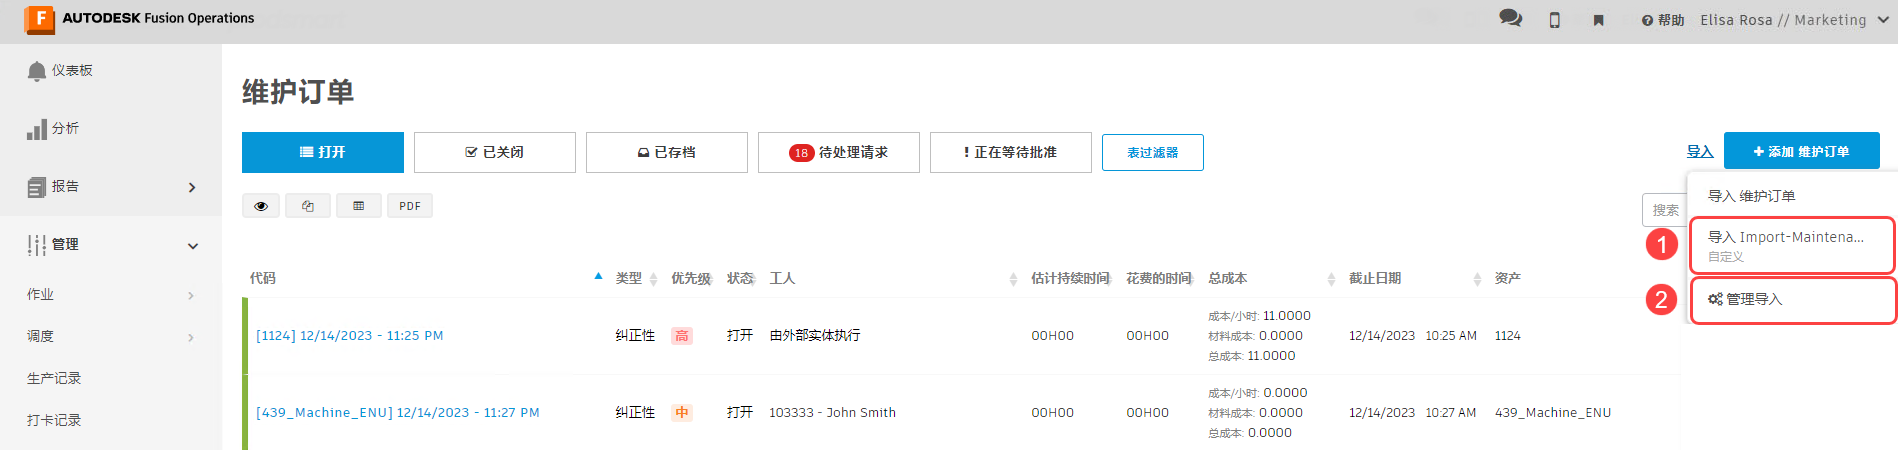 F AUTODESK Fusion Operations
帮助 Elisa Rosa // Marketing
仪表板
分析
报告
管理
作业
调度
生产记录
打卡记录
维护订单
打开 已关闭 已存档 18 待处理请求 ! 正在等待批准 表过滤器 导入 + 添加 维护订单
PDF 搜索
导入 维护订单
1 导入 Import-Maintena...
自定义
2 管理导入
代码 类型 优先级 状态 工人 估计持续时间 花费的时间 总成本 截止日期 资产
[1124] 12/14/2023 - 11:25 PM 纠正性 高 打开 由外部实体执行 00H00 00H00 成本/小时: 11.0000 12/14/2023 10:25 AM 1124
材料成本: 0.0000
总成本: 11.0000
[439_Machine_ENU] 12/14/2023 - 11:27 PM 纠正性 中 打开 103333 - John Smith 00H00 00H00 成本/小时: 0.0000 12/14/2023 10:27 AM 439_Machine_ENU
材料成本: 0.0000
总成本: 0.0000